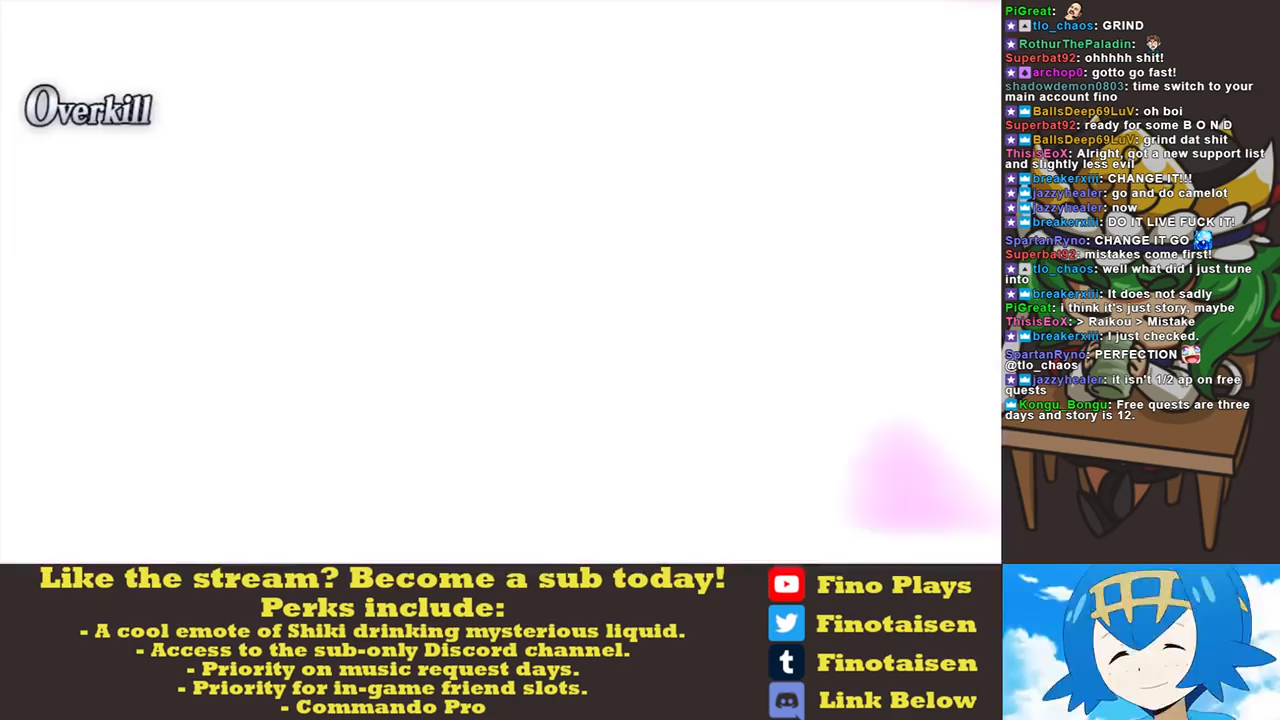 Overkill
PiGreat:
tlo_chaos: GRIND
RothurThePaladin:
Superbat92: ohhhhh shit!
archop0: gotto go fast!
shadowdemon0803: time switch to your
main account fino
BallsDeep69LuV: oh boi
Superbat92: ready for some B O N D
BallsDeep69LuV: grind dat shit
ThisisEoX: Alright, got a new support list
and slightly less evil
breakerxiii: CHANGE IT!!!
jazzyhealer: go and do camelot
jazzyhealer: now
breakerxiii: DO IT LIVE FUCK IT!
SpartanRyno: CHANGE IT GO
Superbat92: mistakes come first!
tlo_chaos: well what did i just tune
into
breakerxiii: It does not sadly
PiGreat: i think it's just story, maybe
ThisisEoX: > Raikou > Mistake
breakerxiii: I just checked.
SpartanRyno: PERFECTION
@tlo_chaos
jazzyhealer: it isn't 1/2 ap on free
quests
Kongu_Bongu: Free quests are three
days and story is 12.
Like the stream? Become a sub today!
Perks include:
- A cool emote of Shiki drinking mysterious liquid.
- Access to the sub-only Discord channel.
- Priority on music request days.
- Priority for in-game friend slots.
- Commando Pro
Fino Plays
Finotaisen
Finotaisen
Link Below